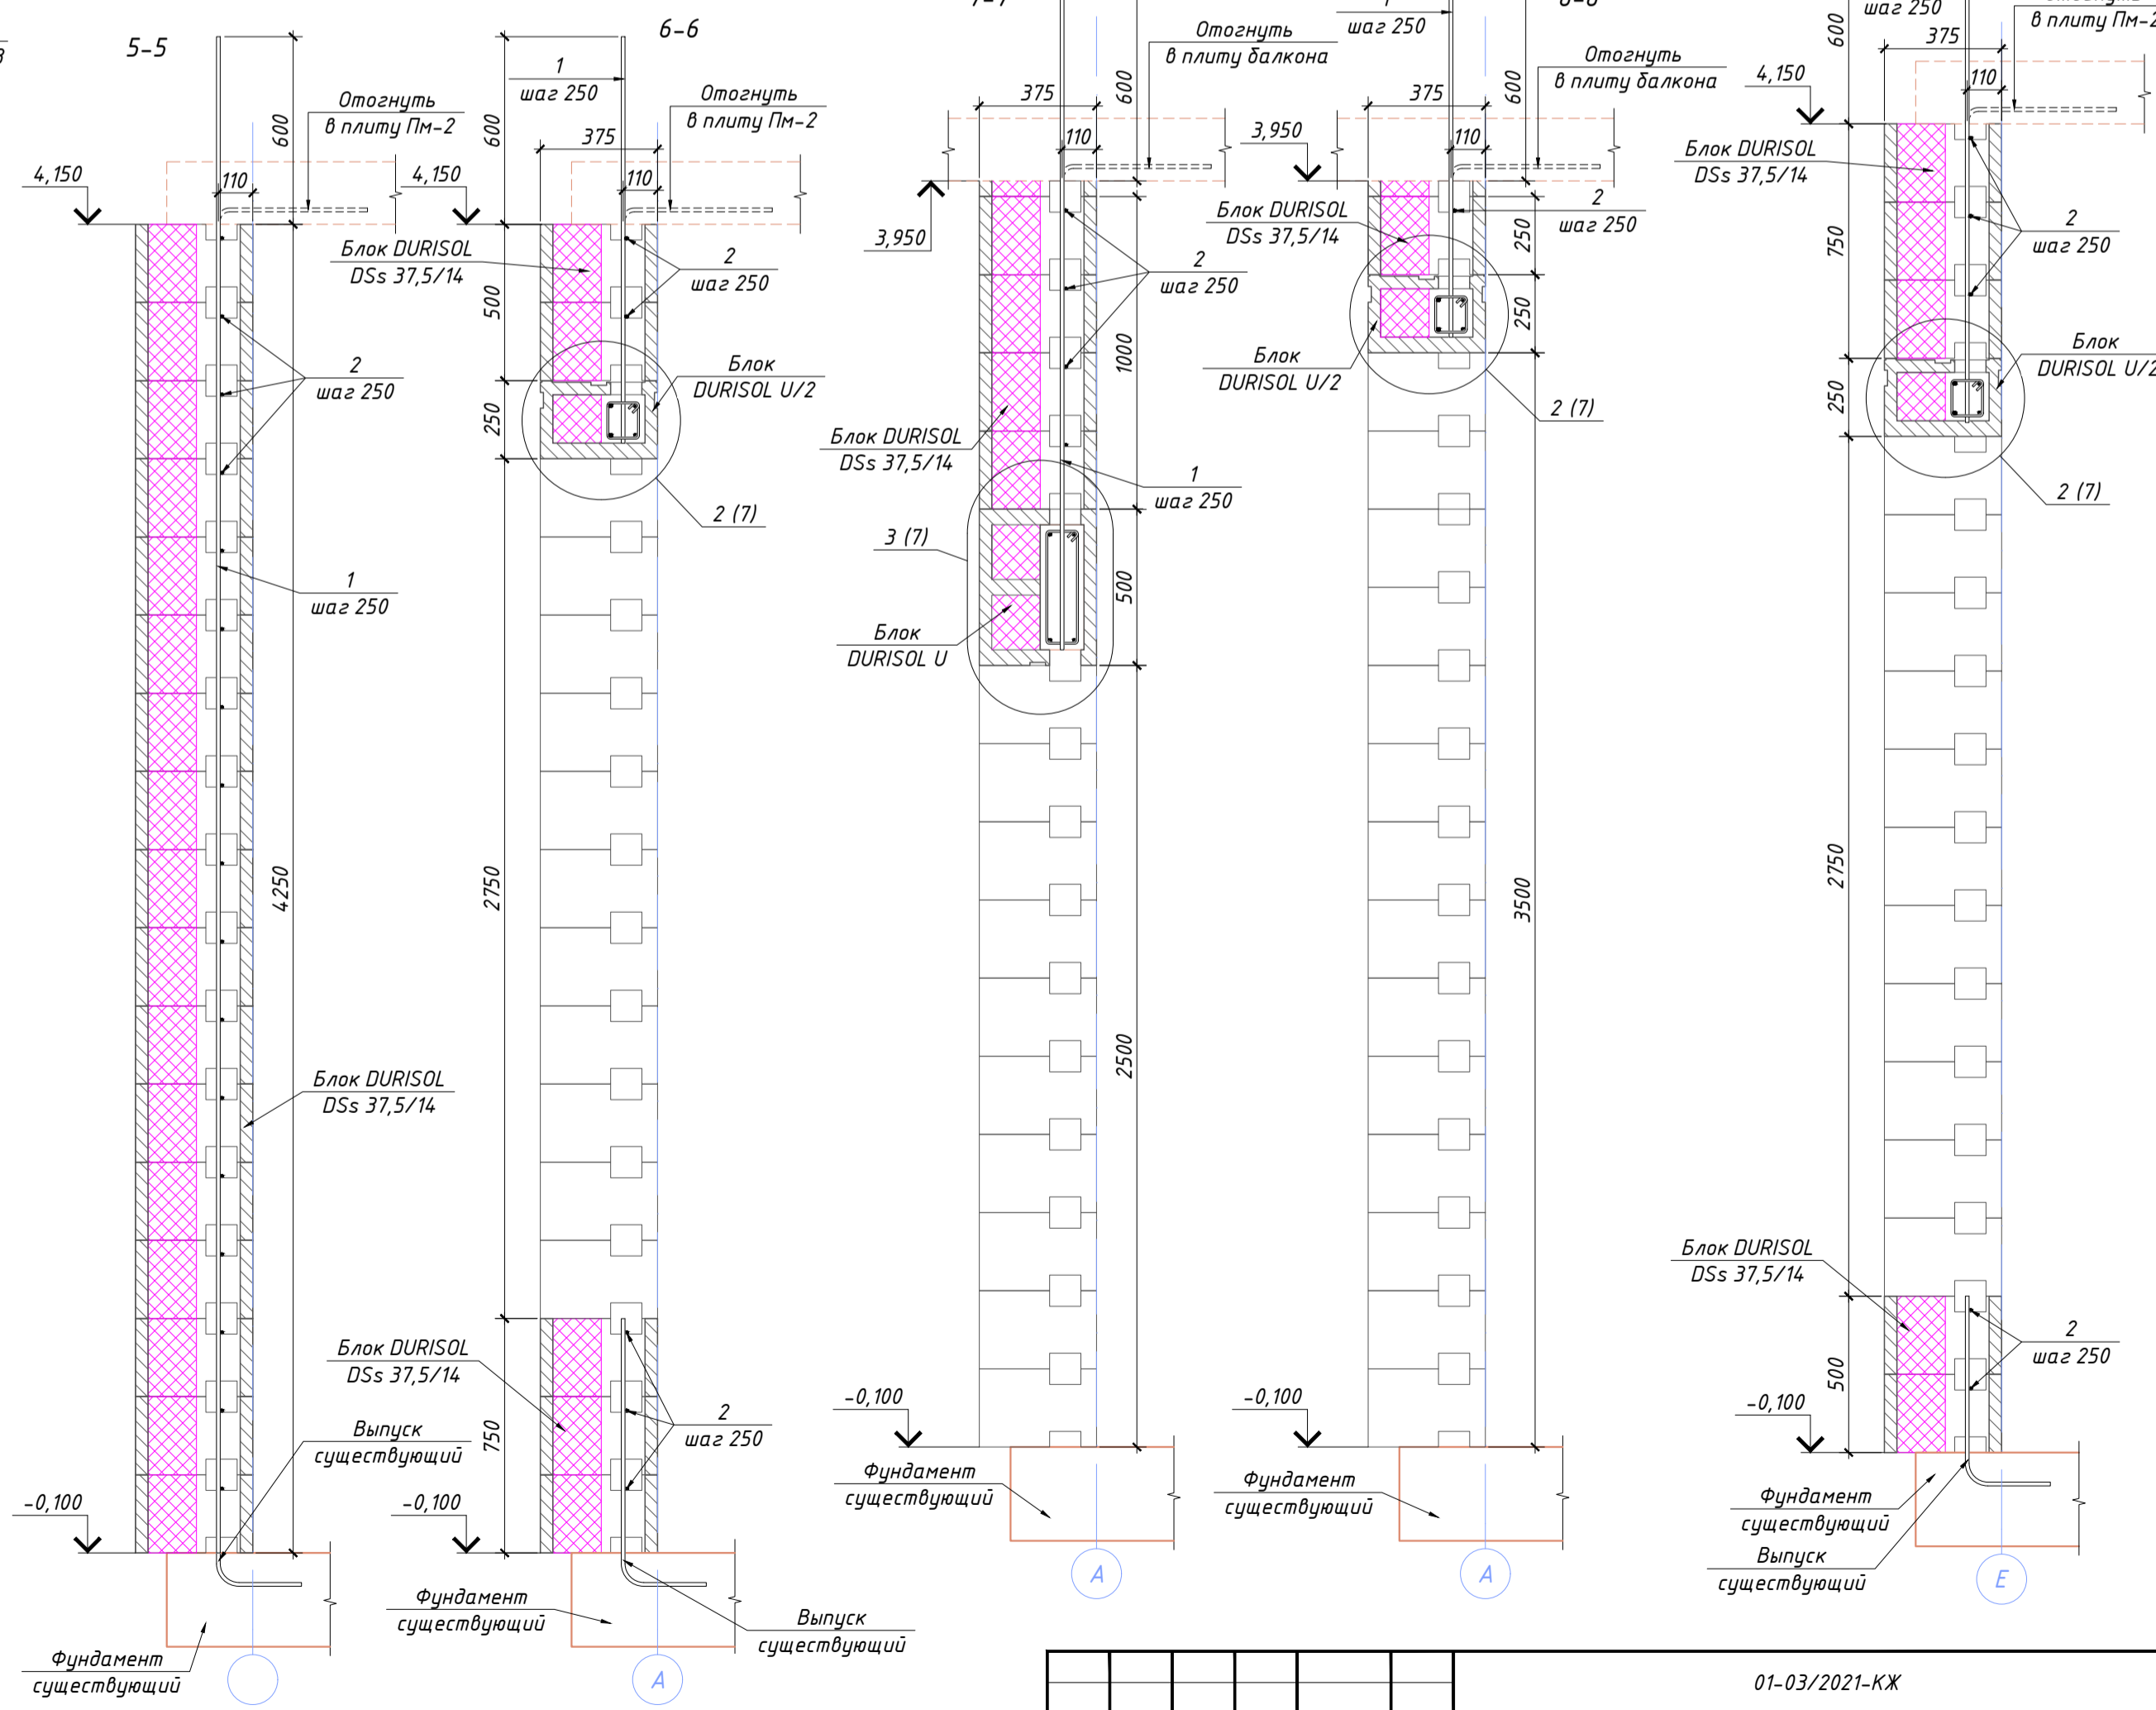 5-5
600
Отогнуть
в плиту Пм-2
4,150
110
2
шаг 250
1
шаг 250
4250
Блок DURISOL
DSs 37,5/14
Выпуск
существующий
-0,100
Фундамент
существующий
6-6
1
шаг 250
600
375
Отогнуть
в плиту Пм-2
110
4,150
Блок DURISOL
DSs 37,5/14
2
шаг 250
500
Блок
DURISOL U/2
250
2 (7)
2750
Блок DURISOL
DSs 37,5/14
2
шаг 250
750
-0,100
Фундамент
существующий
Выпуск
существующий
А
Отогнуть
в плиту балкона
600
375
110
3,950
2
шаг 250
1000
Блок DURISOL
DSs 37,5/14
1
шаг 250
3 (7)
500
Блок
DURISOL U
2500
-0,100
Фундамент
существующий
А
шаг 250
Отогнуть
в плиту балкона
600
375
110
3,950
Блок DURISOL
DSs 37,5/14
2
шаг 250
250
250
Блок
DURISOL U/2
2 (7)
3500
-0,100
Фундамент
существующий
А
шаг 250
в плиту Пм-2
600
375
110
4,150
Блок DURISOL
DSs 37,5/14
2
шаг 250
750
Блок
DURISOL U/2
250
2 (7)
2750
Блок DURISOL
DSs 37,5/14
2
шаг 250
500
-0,100
Фундамент
существующий
Выпуск
существующий
Е
01-03/2021-КЖ